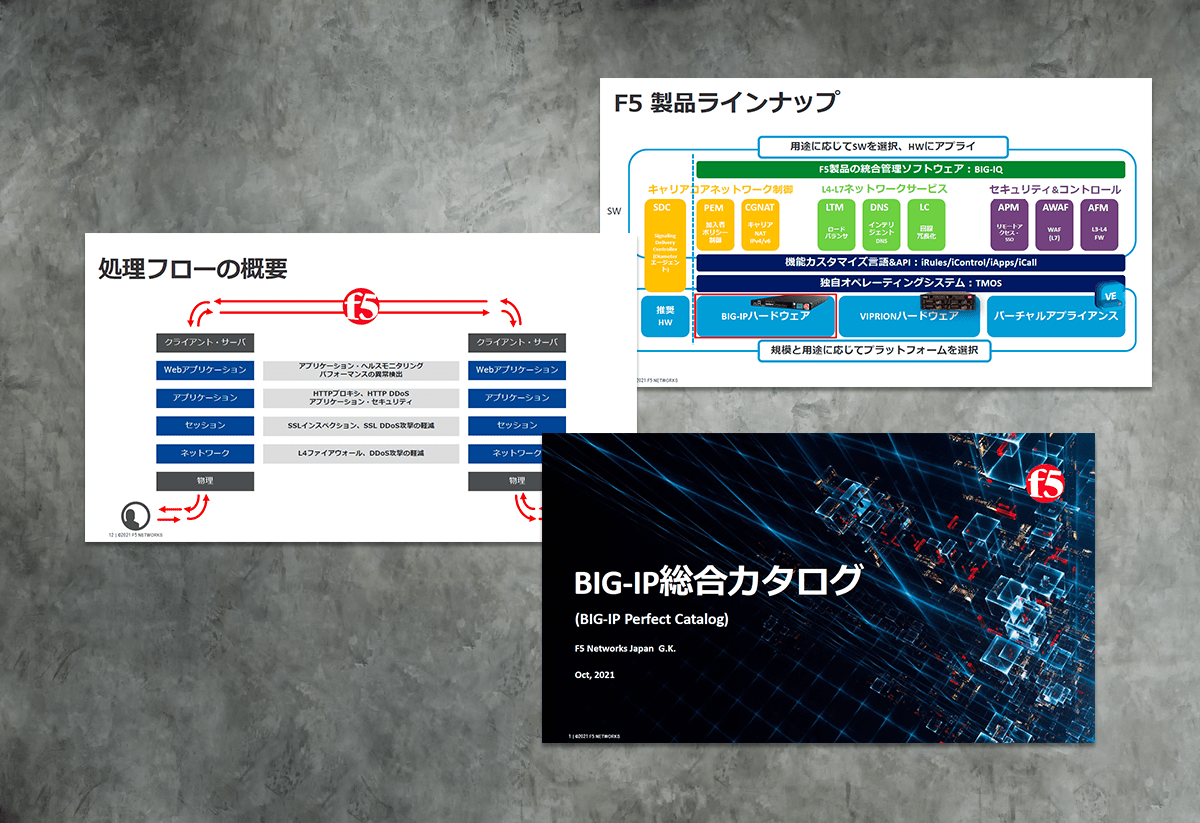 F5 製品ラインナップ
用途に応じてSWを選択、HWにアプライ
F5製品の統合管理ソフトウェア：BIG-IQ
キャリアコアネットワーク制御
L4-L7ネットワークサービス
セキュリティ&コントロール
SW
SDC
Signaling
Delivery
Controller
(Diameter
エージェン
ト)
PEM
加入者
ポリシー
制御
CGNAT
キャリア
NAT
IPv4/v6
LTM
ロード
バランサ
DNS
インテリ
ジェント
DNS
LC
回線
冗長化
APM
リモートア
クセス・
SSO
AWAF
WAF
(L7)
AFM
L3-L4
FW
機能カスタマイズ言語&API：iRules/iControl/iApps/iCall
独自オペレーティングシステム：TMOS
推奨
HW
BIG-IPハードウェア
VIPRIONハードウェア
バーチャルアプライアンス
VE
規模と用途に応じてプラットフォームを選択
2021 F5 NETWORKS
処理フローの概要
f5
クライアント・サーバ
クライアント・サーバ
Webアプリケーション
アプリケーション・ヘルスモニタリング
パフォーマンスの異常検出
Webアプリケーション
アプリケーション
HTTPプロキシ、HTTP DDoS
アプリケーション・セキュリティ
アプリケーション
セッション
SSLインスペクション、SSL DDoS攻撃の軽減
セッション
ネットワーク
L4ファイアウォール、DDoS攻撃の軽減
ネットワーク
物理
物理
12 | ©2021 F5 NETWORKS
f5
BIG-IP総合カタログ
(BIG-IP Perfect Catalog)
F5 Networks Japan G.K.
Oct, 2021
1 | ©2021 F5 NETWORKS